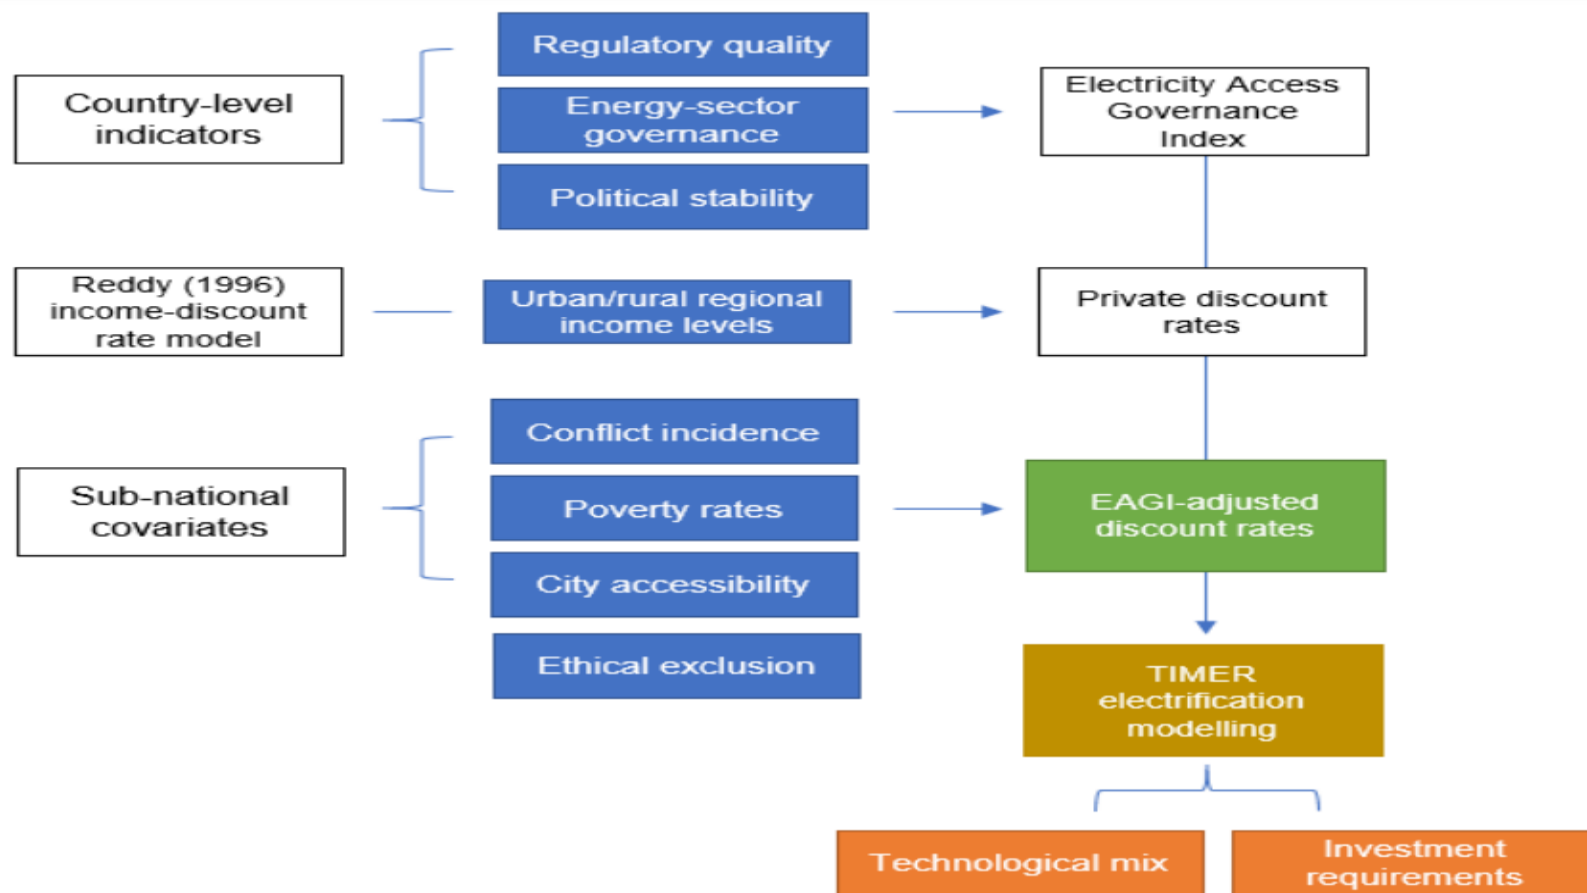 Regulatory quality
Country-level
indicators
Energy-sector
governance
Political stability
Electricity Access
Governance
Index
Reddy (1996)
income-discount
rate model
Urban/rural regional
income levels
Private discount
rates
Sub-national
covariates
Conflict incidence
Poverty rates
City accessibility
Ethical exclusion
EAGI-adjusted
discount rates
TIMER
electrification
modelling
Technological mix
Investment
requirements